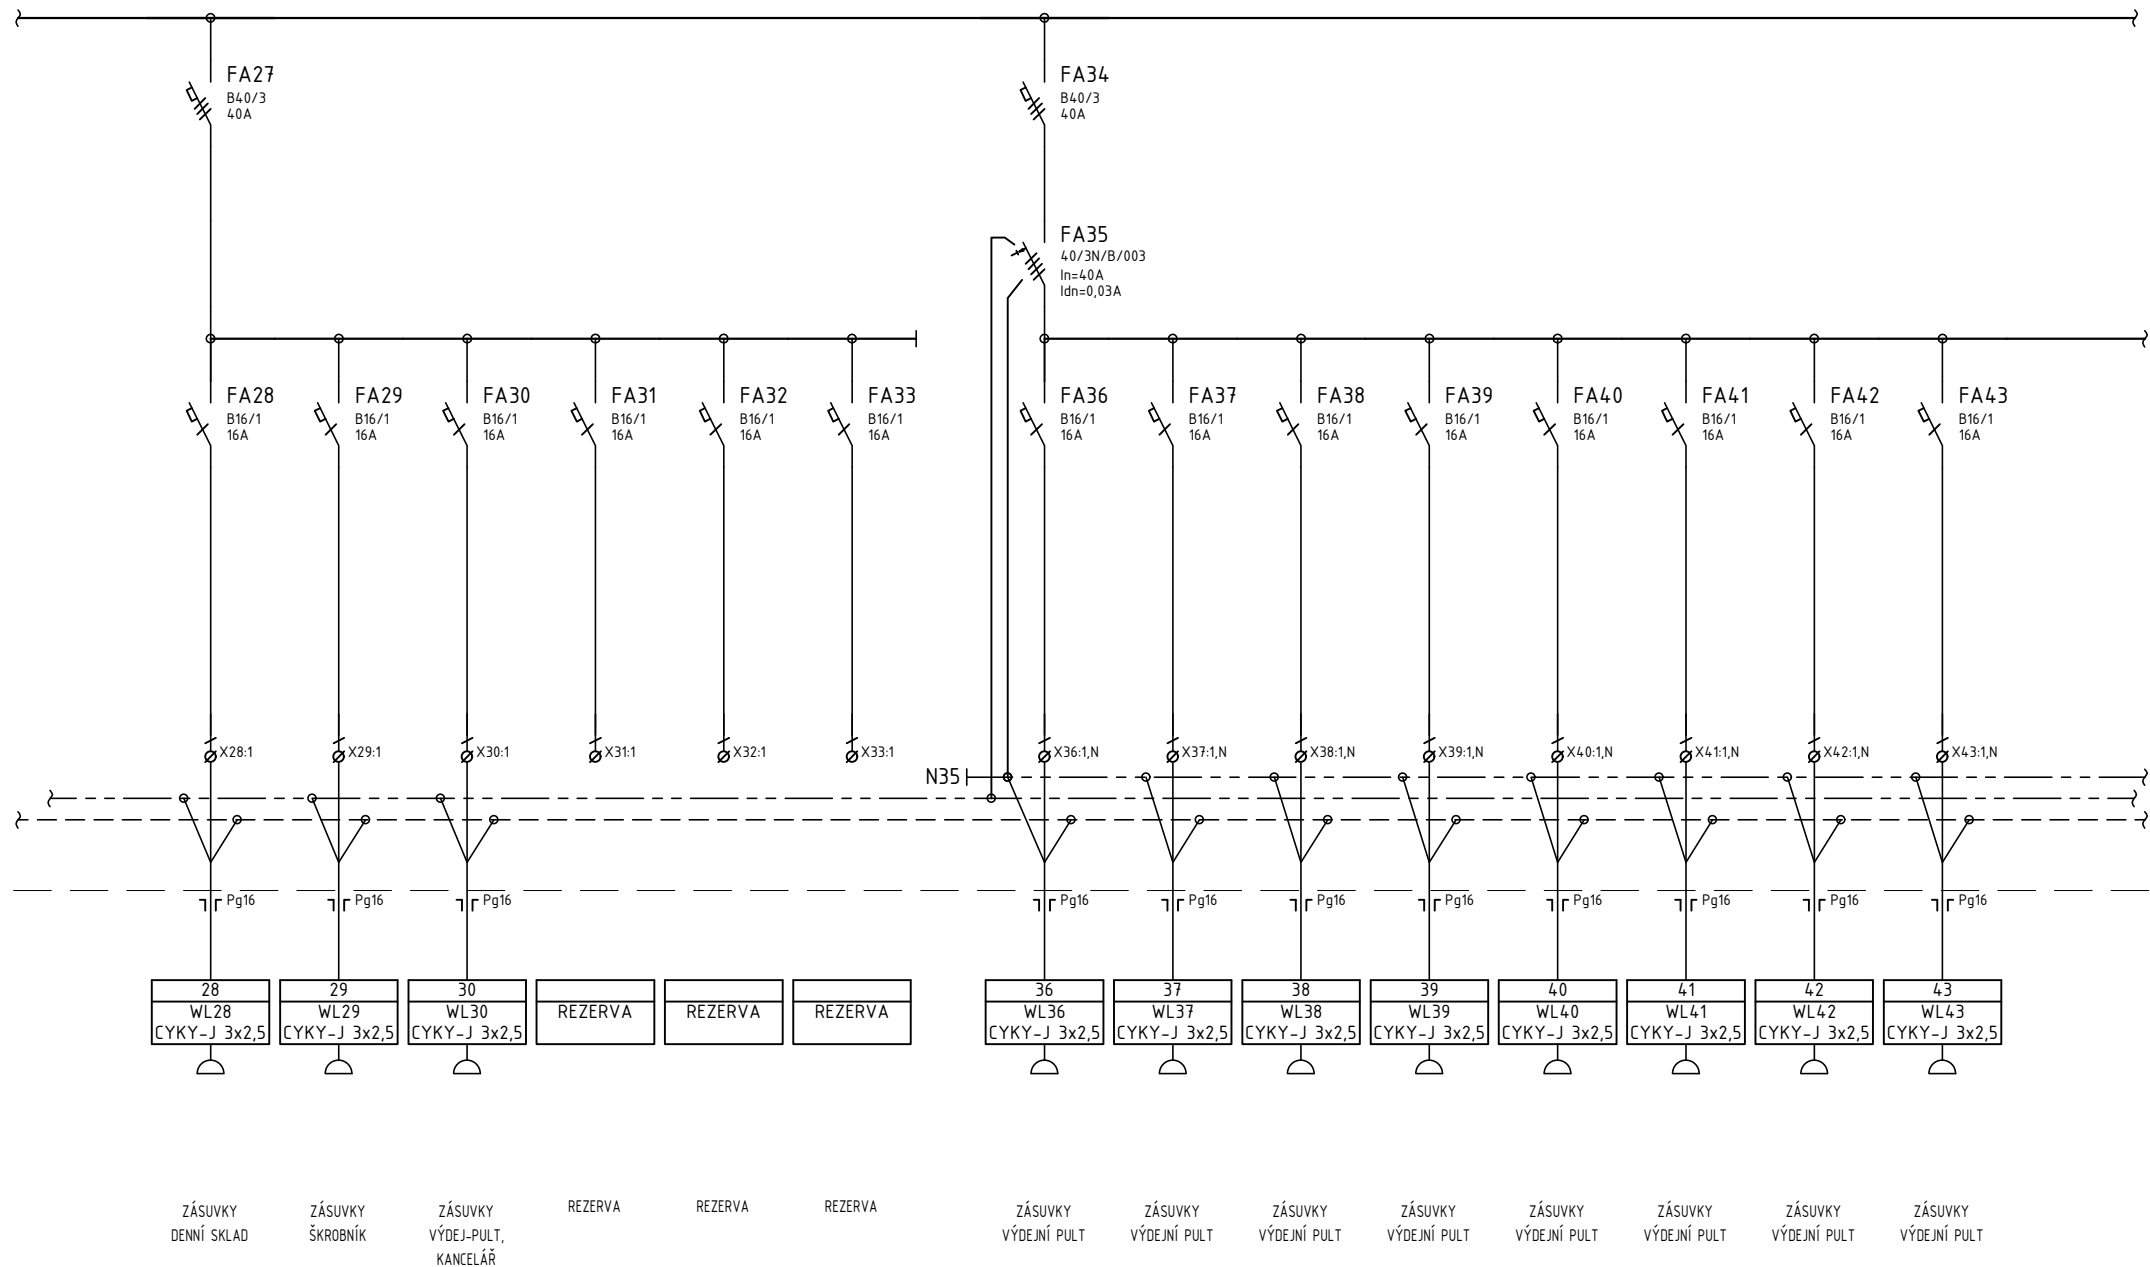 FA27
B40/3
40A
FA34
B40/3
40A
FA35
40/3N/B/003
In=40A
Idn=0,03A
FA28
B16/1
16A
FA29
B16/1
16A
FA30
B16/1
16A
FA31
B16/1
16A
FA32
B16/1
16A
FA33
B16/1
16A
FA36
B16/1
16A
FA37
B16/1
16A
FA38
B16/1
16A
FA39
B16/1
16A
FA40
B16/1
16A
FA41
B16/1
16A
FA42
B16/1
16A
FA43
B16/1
16A
X28:1
X29:1
X30:1
X31:1
X32:1
X33:1
X36:1,N
X37:1,N
X38:1,N
X39:1,N
X40:1,N
X41:1,N
X42:1,N
X43:1,N
N35
Pg16
Pg16
Pg16
Pg16
Pg16
Pg16
Pg16
Pg16
Pg16
Pg16
Pg16
28
WL28
CYKY-J 3x2,5
29
WL29
CYKY-J 3x2,5
30
WL30
CYKY-J 3x2,5
REZERVA
REZERVA
REZERVA
36
WL36
CYKY-J 3x2,5
37
WL37
CYKY-J 3x2,5
38
WL38
CYKY-J 3x2,5
39
WL39
CYKY-J 3x2,5
40
WL40
CYKY-J 3x2,5
41
WL41
CYKY-J 3x2,5
42
WL42
CYKY-J 3x2,5
43
WL43
CYKY-J 3x2,5
ZÁSUVKY
DENNÍ SKLAD
ZÁSUVKY
ŠKROBNÍK
ZÁSUVKY
VÝDEJ-PULT,
KANCELÁŘ
REZERVA
REZERVA
REZERVA
ZÁSUVKY
VÝDEJNÍ PULT
ZÁSUVKY
VÝDEJNÍ PULT
ZÁSUVKY
VÝDEJNÍ PULT
ZÁSUVKY
VÝDEJNÍ PULT
ZÁSUVKY
VÝDEJNÍ PULT
ZÁSUVKY
VÝDEJNÍ PULT
ZÁSUVKY
VÝDEJNÍ PULT
ZÁSUVKY
VÝDEJNÍ PULT